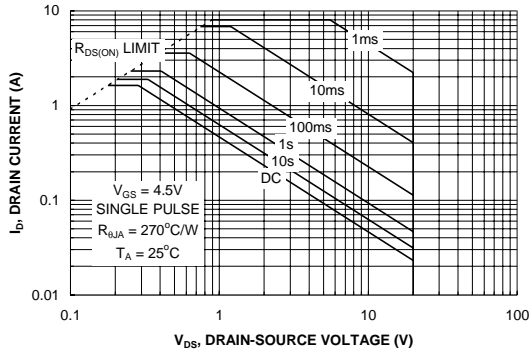 10
1
0.1
0.01
I_D, DRAIN CURRENT (A)
R_DS(ON) LIMIT
1ms
10ms
100ms
1s
10s
DC
V_GS = 4.5V
SINGLE PULSE
R_θJA = 270°C/W
T_A = 25°C
0.1
1
10
100
V_DS, DRAIN-SOURCE VOLTAGE (V)